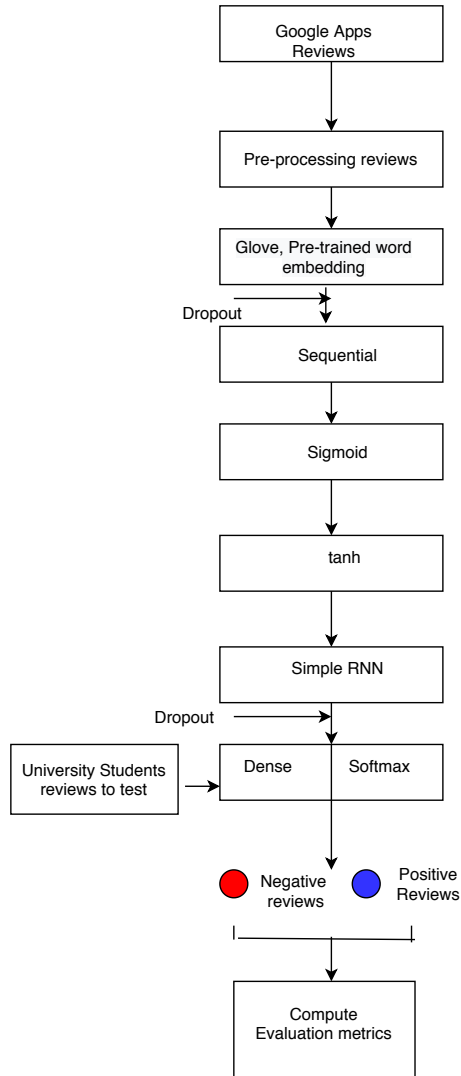 Google Apps
Reviews
Pre-processing reviews
Glove, Pre-trained word
embedding
Dropout
Sequential
Sigmoid
tanh
Simple RNN
Dropout
University Students
reviews to test
Dense
Softmax
Negative
reviews
Positive
Reviews
Compute
Evaluation metrics